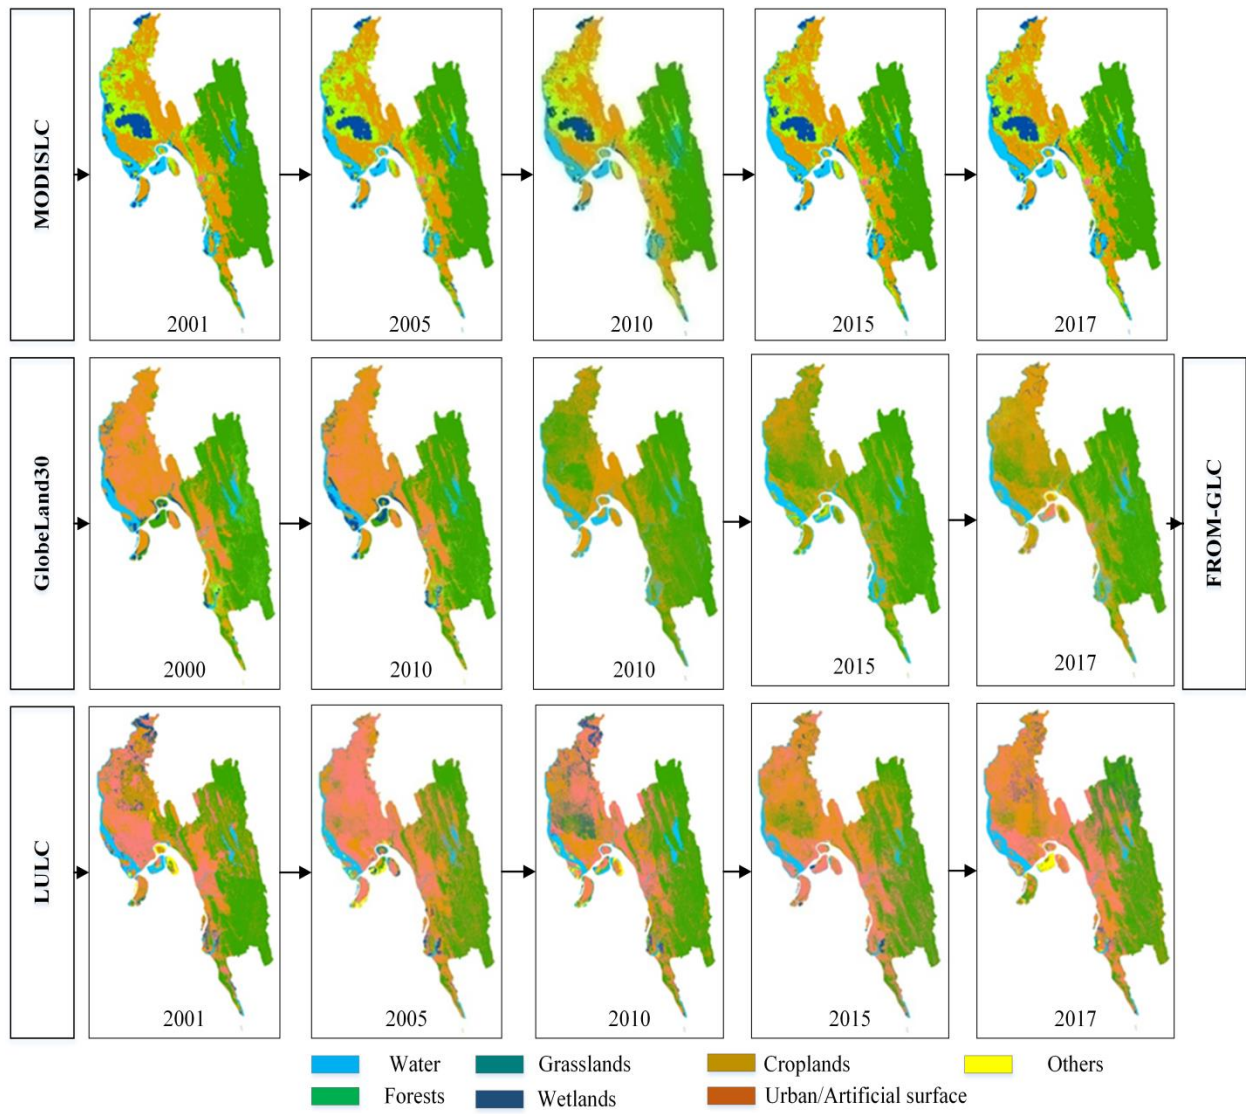 MODISLC
2001
2005
2010
2015
2017
GlobeLand30
2000
2010
2010
2015
2017
FROM-GLC
LULC
2001
2005
2010
2015
2017
Water
Grasslands
Croplands
Others
Forests
Wetlands
Urban/Artificial surface